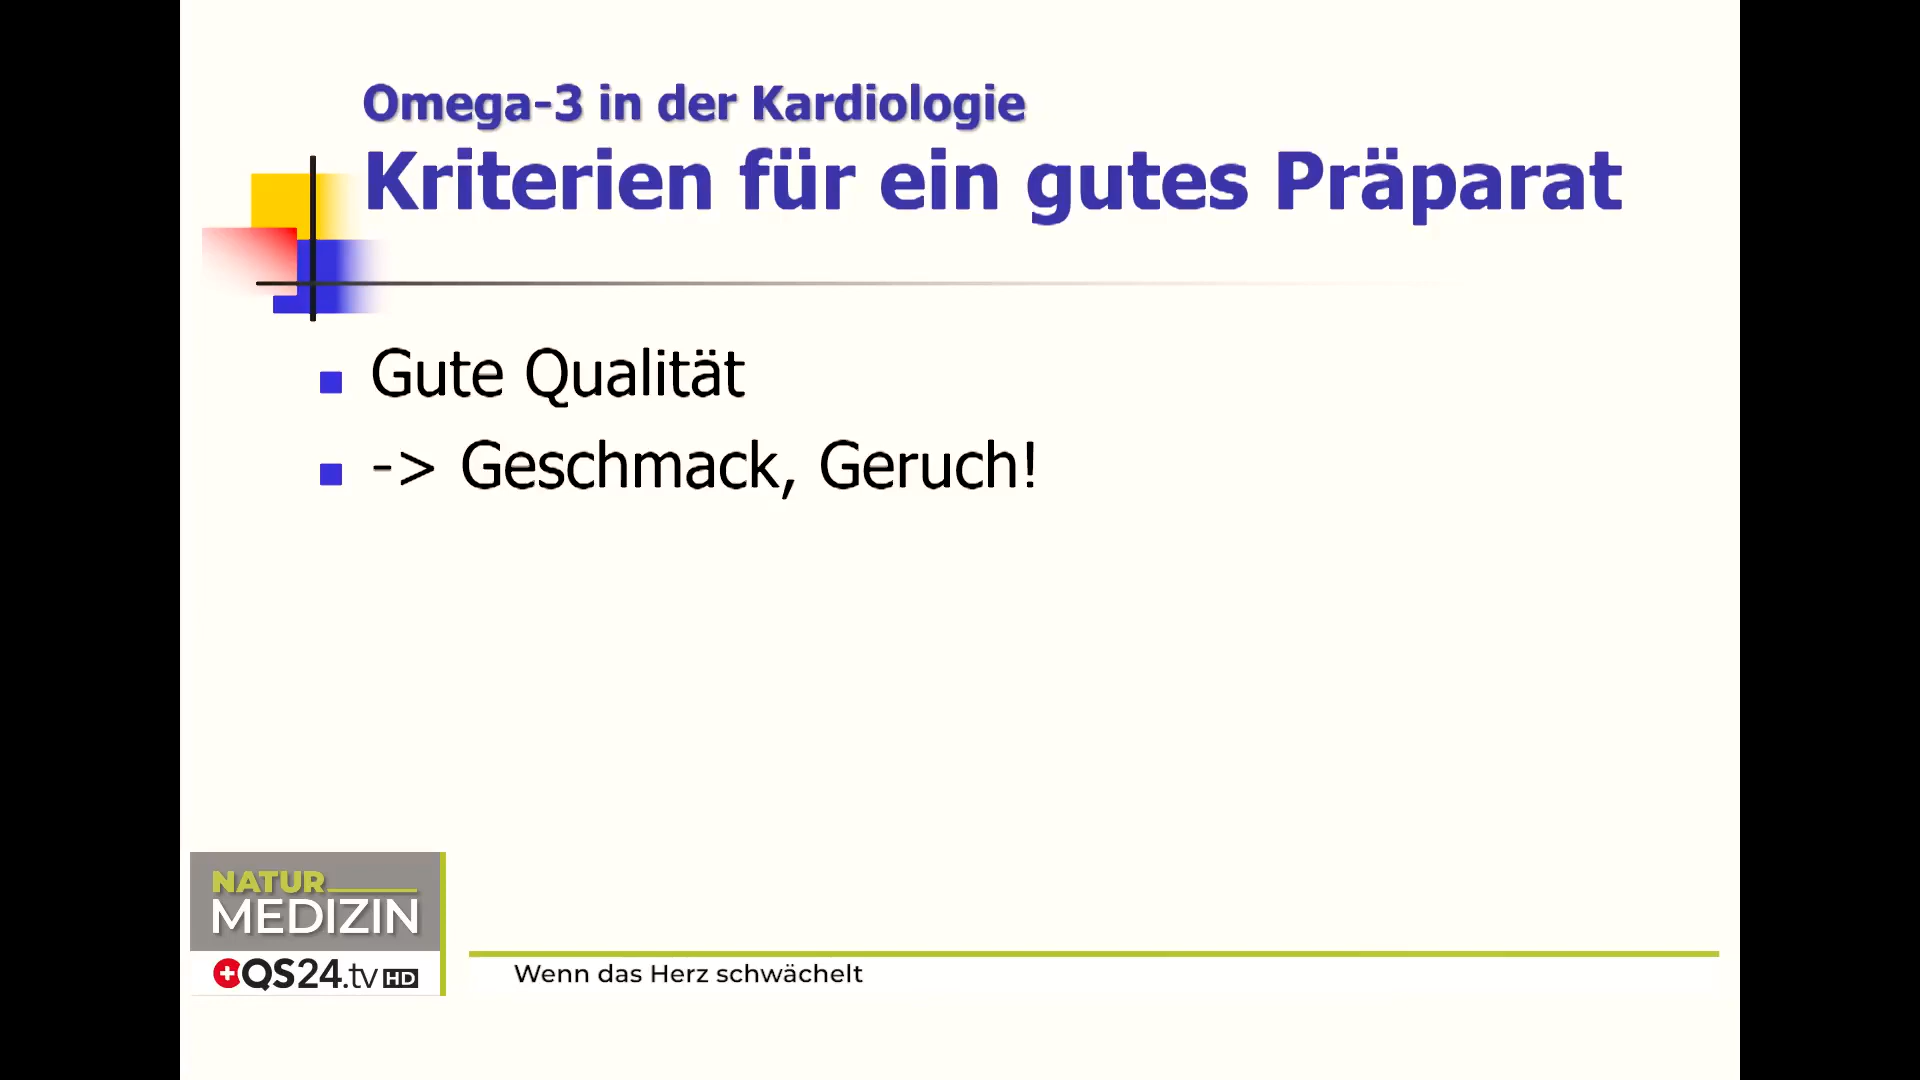 Omega-3 in der Kardiologie
Kriterien für ein gutes Präparat
Gute Qualität
-> Geschmack, Geruch!
NATUR
MEDIZIN
QS24.tv HD
Wenn das Herz schwächelt